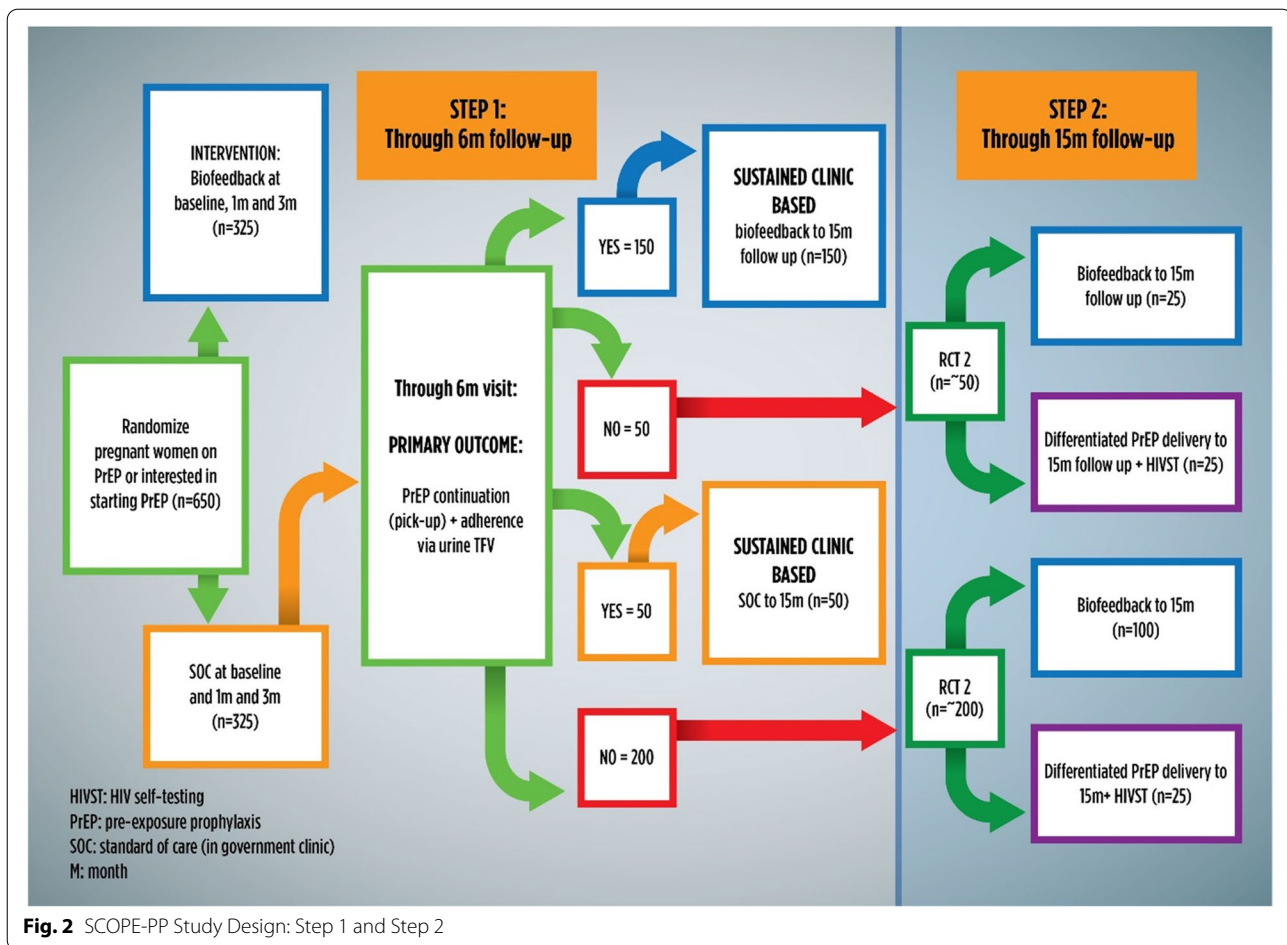 INTERVENTION:
Biofeedback at
baseline, 1m and 3m
(n=325)
Randomize
pregnant women on
PrEP or interested in
starting PrEP (n=650)
SOC at baseline
and 1m and 3m
(n=325)
HIVST: HIV self-testing
PrEP: pre-exposure prophylaxis
SOC: standard of care (in government clinic)
M: month
STEP 1:
Through 6m follow-up
Through 6m visit:
PRIMARY OUTCOME:
PrEP continuation
(pick-up) + adherence
via urine TFV
YES = 150
SUSTAINED CLINIC
BASED
biofeedback to 15m
follow up (n=150)
NO = 50
YES = 50
SUSTAINED CLINIC
BASED
SOC to 15m (n=50)
NO = 200
STEP 2:
Through 15m follow-up
RCT 2
(n=~50)
Biofeedback to 15m
follow up (n=25)
Differentiated PrEP delivery to
15m follow up + HIVST (n=25)
RCT 2
(n=~200)
Biofeedback to 15m
(n=100)
Differentiated PrEP delivery to
15m+ HIVST (n=25)
Fig. 2 SCOPE-PP Study Design: Step 1 and Step 2